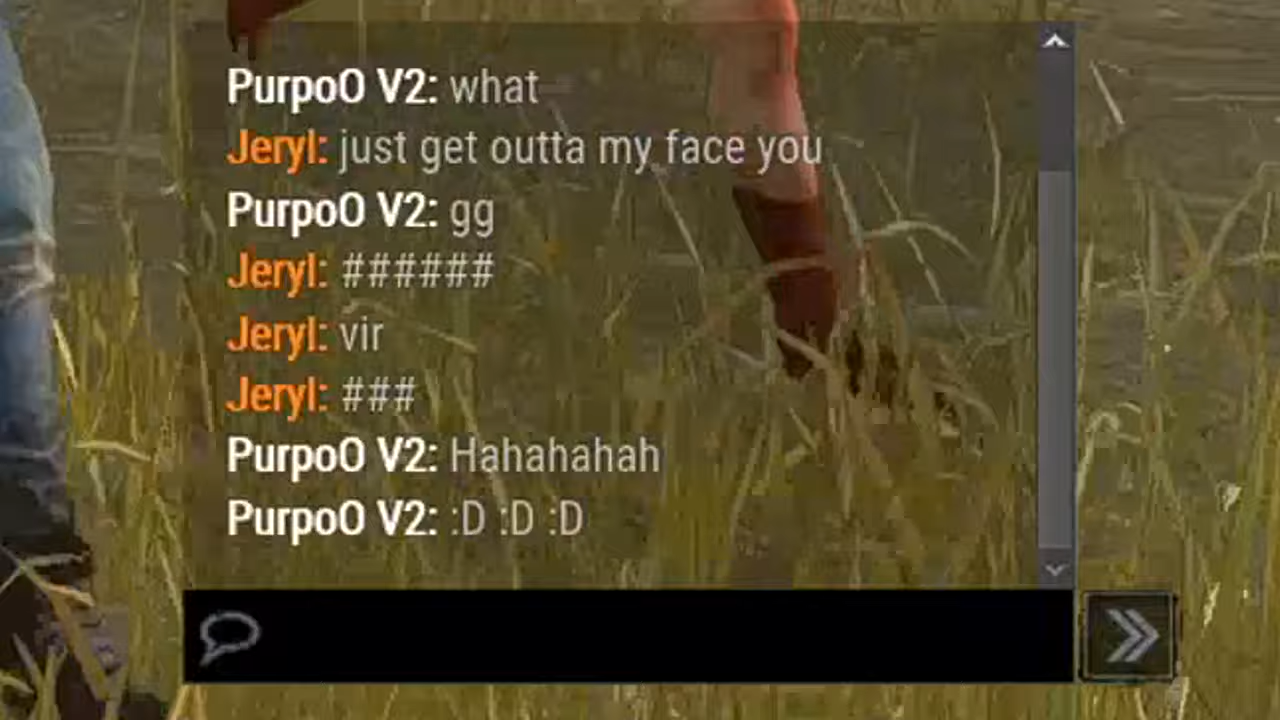 PurpoO V2: what
Jeryl: just get outta my face you
PurpoO V2: gg
Jeryl: ######
Jeryl: vir
Jeryl: ###
PurpoO V2: Hahahahah
PurpoO V2: :D :D :D